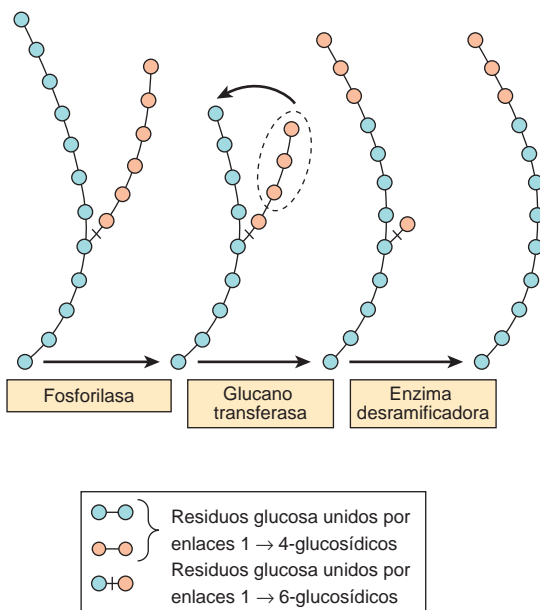 Fosforilasa
Glucano
transferasa
Enzima
desramificadora
Residuos glucosa unidos por
enlaces 1 → 4-glucosídicos
Residuos glucosa unidos por
enlaces 1 → 6-glucosídicos